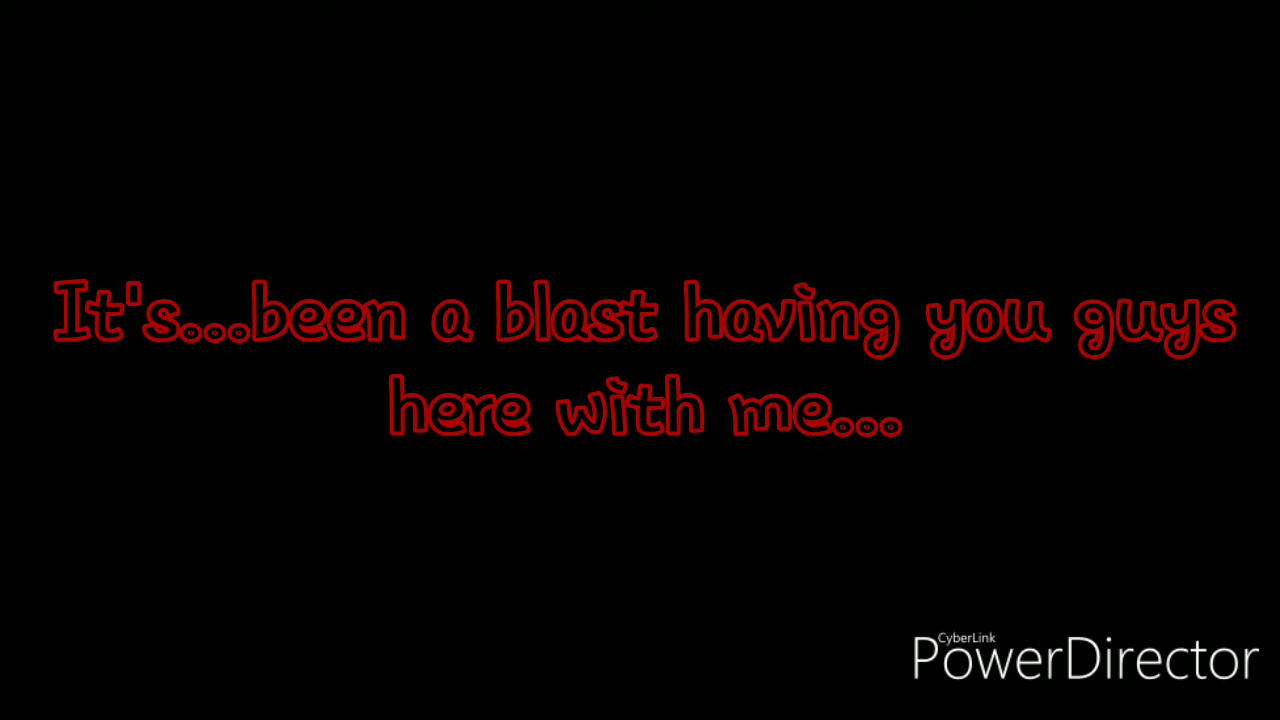 It's...been a blast having you guys
here with me...
CyberLink
PowerDirector